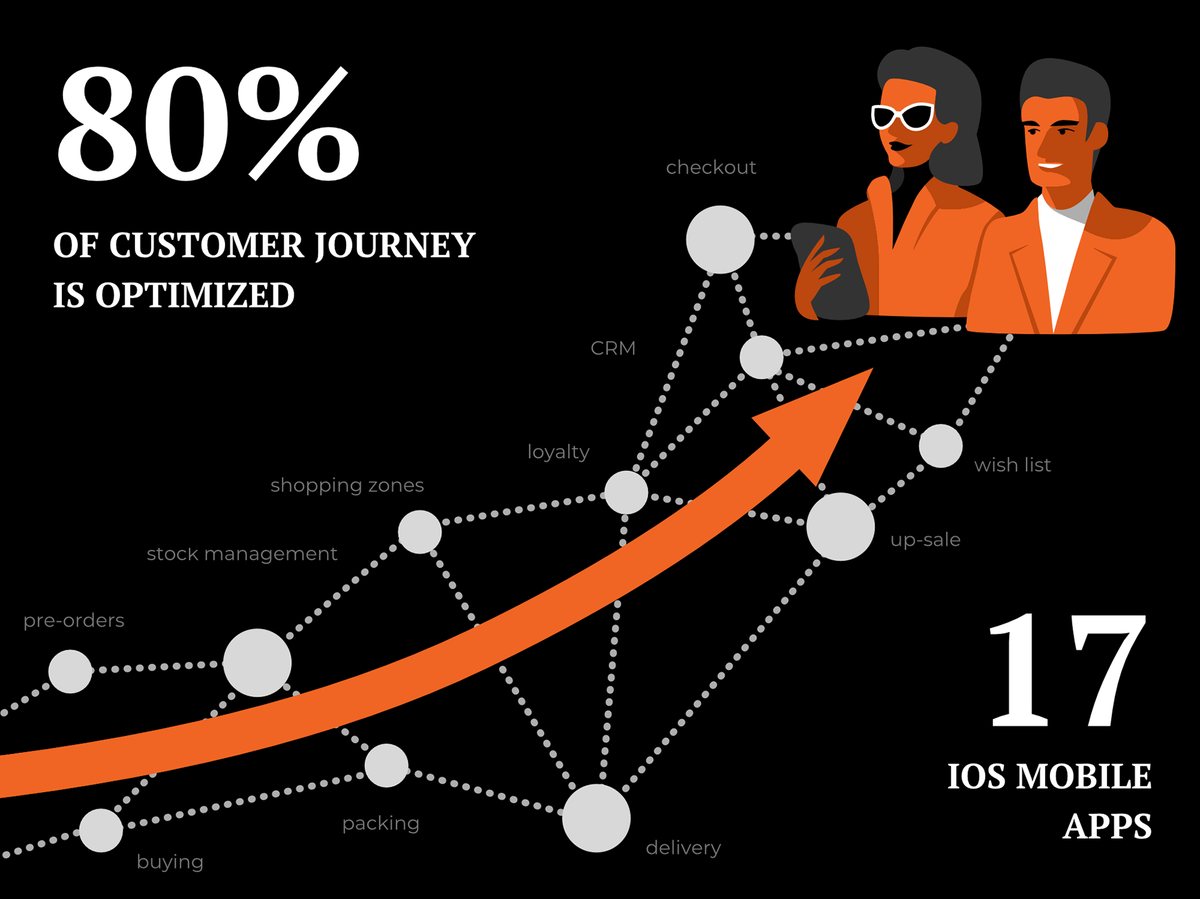 80%
OF CUSTOMER JOURNEY
IS OPTIMIZED
checkout
CRM
loyalty
wish list
shopping zones
up-sale
stock management
pre-orders
17
IOS MOBILE
APPS
packing
delivery
buying